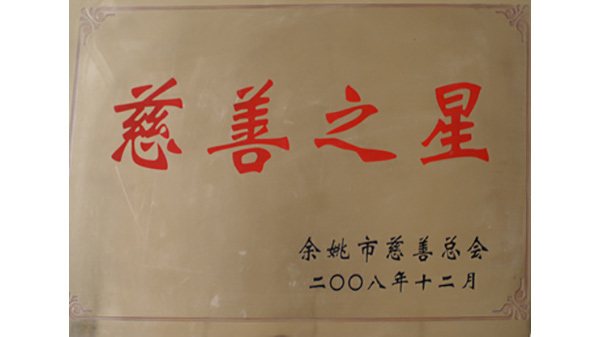 慈善之星
余姚市慈善总会
二〇〇八年十二月